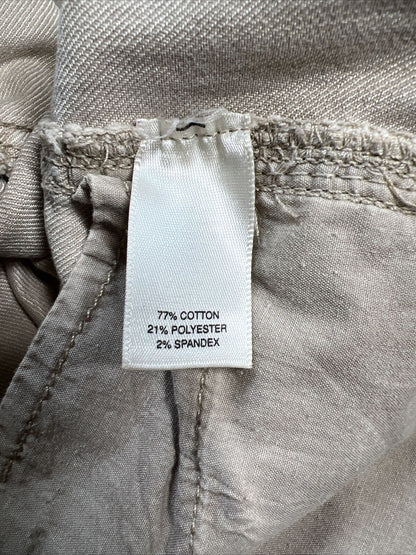 77% COTTON
21% POLYESTER
2% SPANDEX